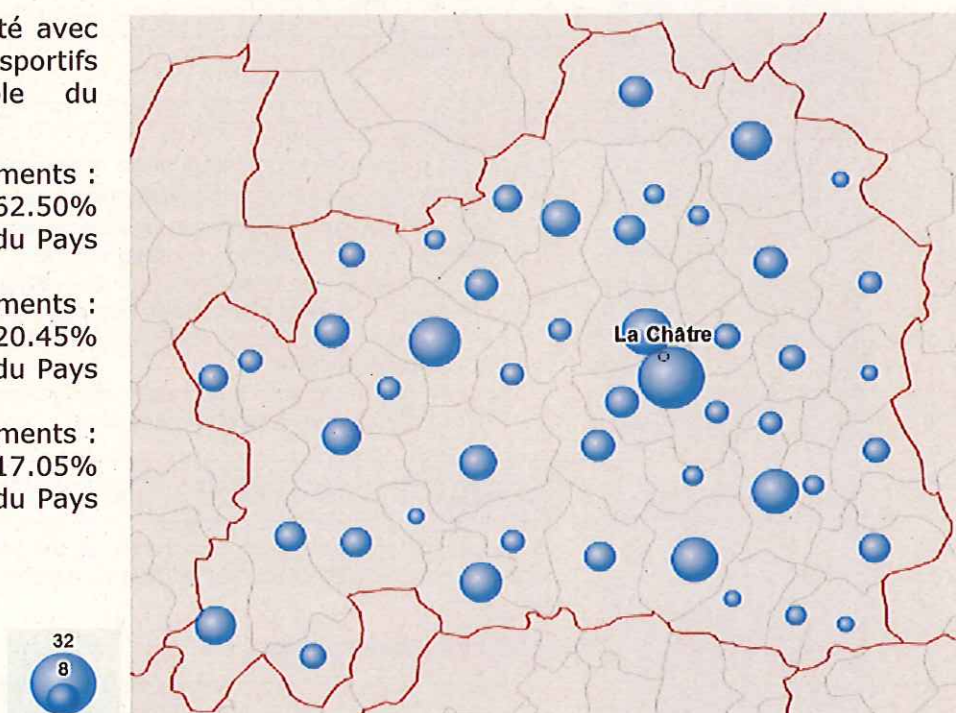 té avec
sportifs
le du
ments :
62.50%
du Pays
ments :
20.45%
du Pays
ments :
17.05%
du Pays
La Châtre
32
8